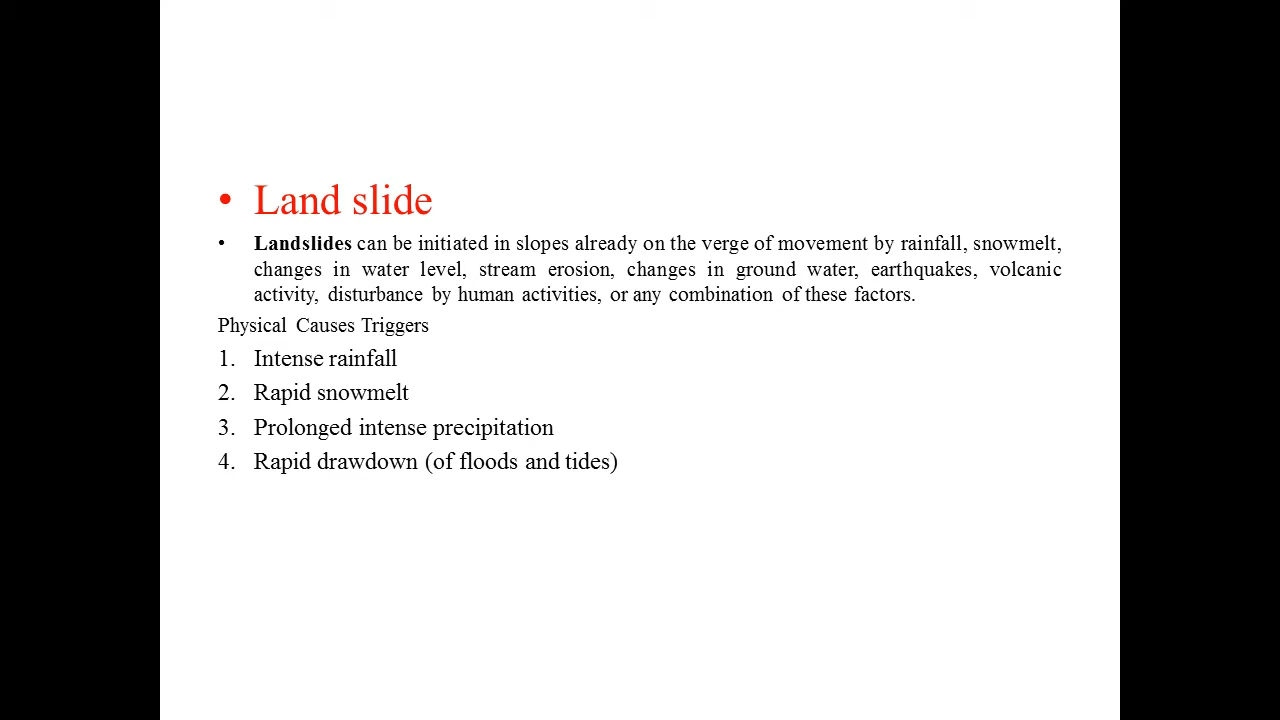 • Land slide
• Landslides can be initiated in slopes already on the verge of movement by rainfall, snowmelt,
changes in water level, stream erosion, changes in ground water, earthquakes, volcanic
activity, disturbance by human activities, or any combination of these factors.
Physical Causes Triggers
1. Intense rainfall
2. Rapid snowmelt
3. Prolonged intense precipitation
4. Rapid drawdown (of floods and tides)